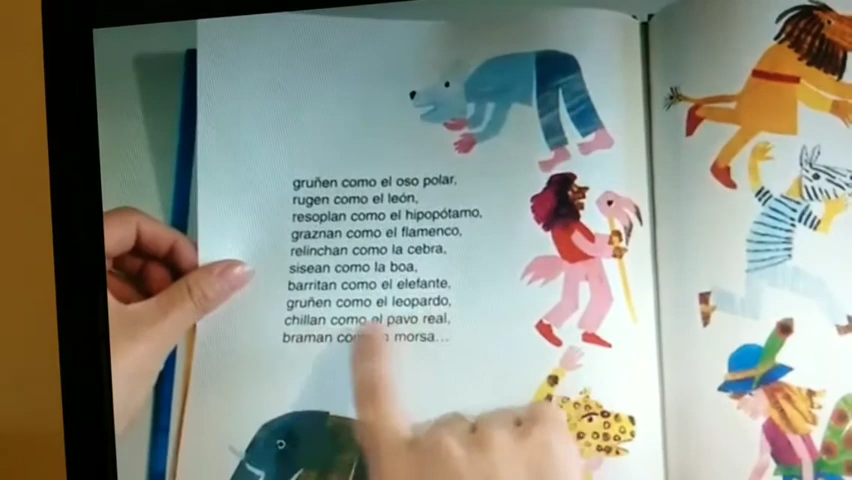 gruñen como el oso polar,
rugen como el león,
resoplan como el hipopótamo,
graznan como el flamenco,
relinchan como la cebra,
sisean como la boa,
barritan como el elefante,
gruñen como el leopardo,
chillan como el pavo real,
braman morsa...